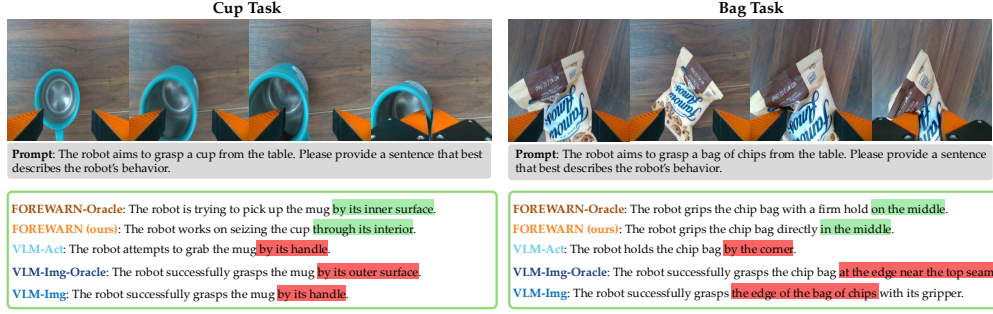 Cup Task
Prompt: The robot aims to grasp a cup from the table. Please provide a sentence that best
describes the robot's behavior.
FOREWARN-Oracle: The robot is trying to pick up the mug by its inner surface.
FOREWARN (ours): The robot works on seizing the cup through its interior.
VLM-Act: The robot attempts to grab the mug by its handle.
VLM-Img-Oracle: The robot successfully grasps the mug by its outer surface.
VLM-Img: The robot successfully grasps the mug by its handle.
Bag Task
Famous
Amos
Famous
Amos
Famous
Amos
Prompt: The robot aims to grasp a bag of chips from the table. Please provide a sentence
that best describes the robot's behavior.
FOREWARN-Oracle: The robot grips the chip bag with a firm hold on the middle.
FOREWARN (ours): The robot grips the chip bag directly in the middle.
VLM-Act: The robot holds the chip bag by the corner.
VLM-Img-Oracle: The robot successfully grasps the chip bag at the edge near the top seam
VLM-Img: The robot successfully grasps the edge of the bag of chips with its gripper.